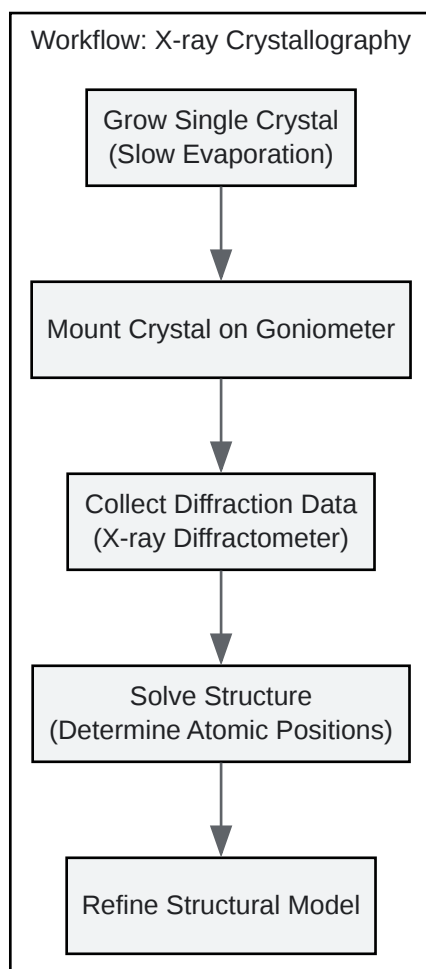 Workflow: X-ray Crystallography
Grow Single Crystal
(Slow Evaporation)
Mount Crystal on Goniometer
Collect Diffraction Data
(X-ray Diffractometer)
Solve Structure
(Determine Atomic Positions)
Refine Structural Model